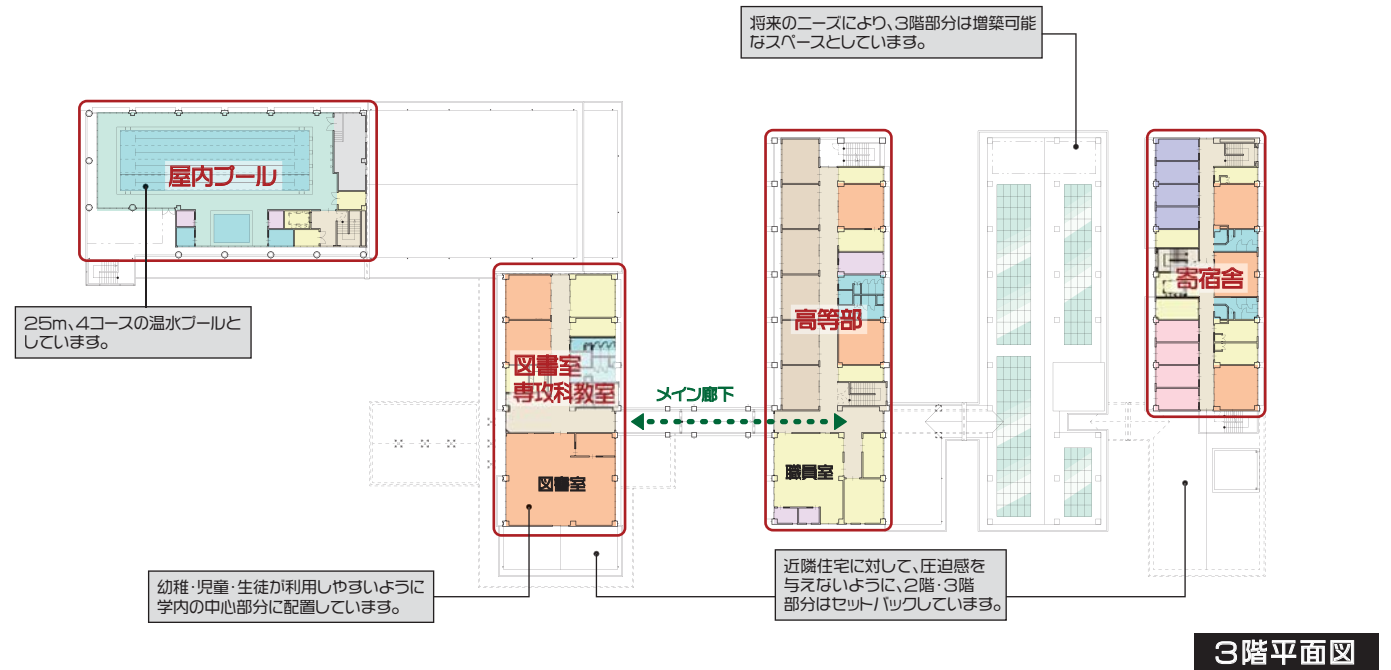 将来のニーズにより、3階部分は増築可能
なスペースとしています。
屋内プール
25m、4コースの温水プールと
しています。
図書室
専攻科教室
図書室
メイン廊下
高等部
職員室
寄宿舎
幼稚・児童・生徒が利用しやすいように
学内の中心部分に配置しています。
近隣住宅に対して、圧迫感を
与えないように、2階・3階
部分はセットバックしています。
3階平面図